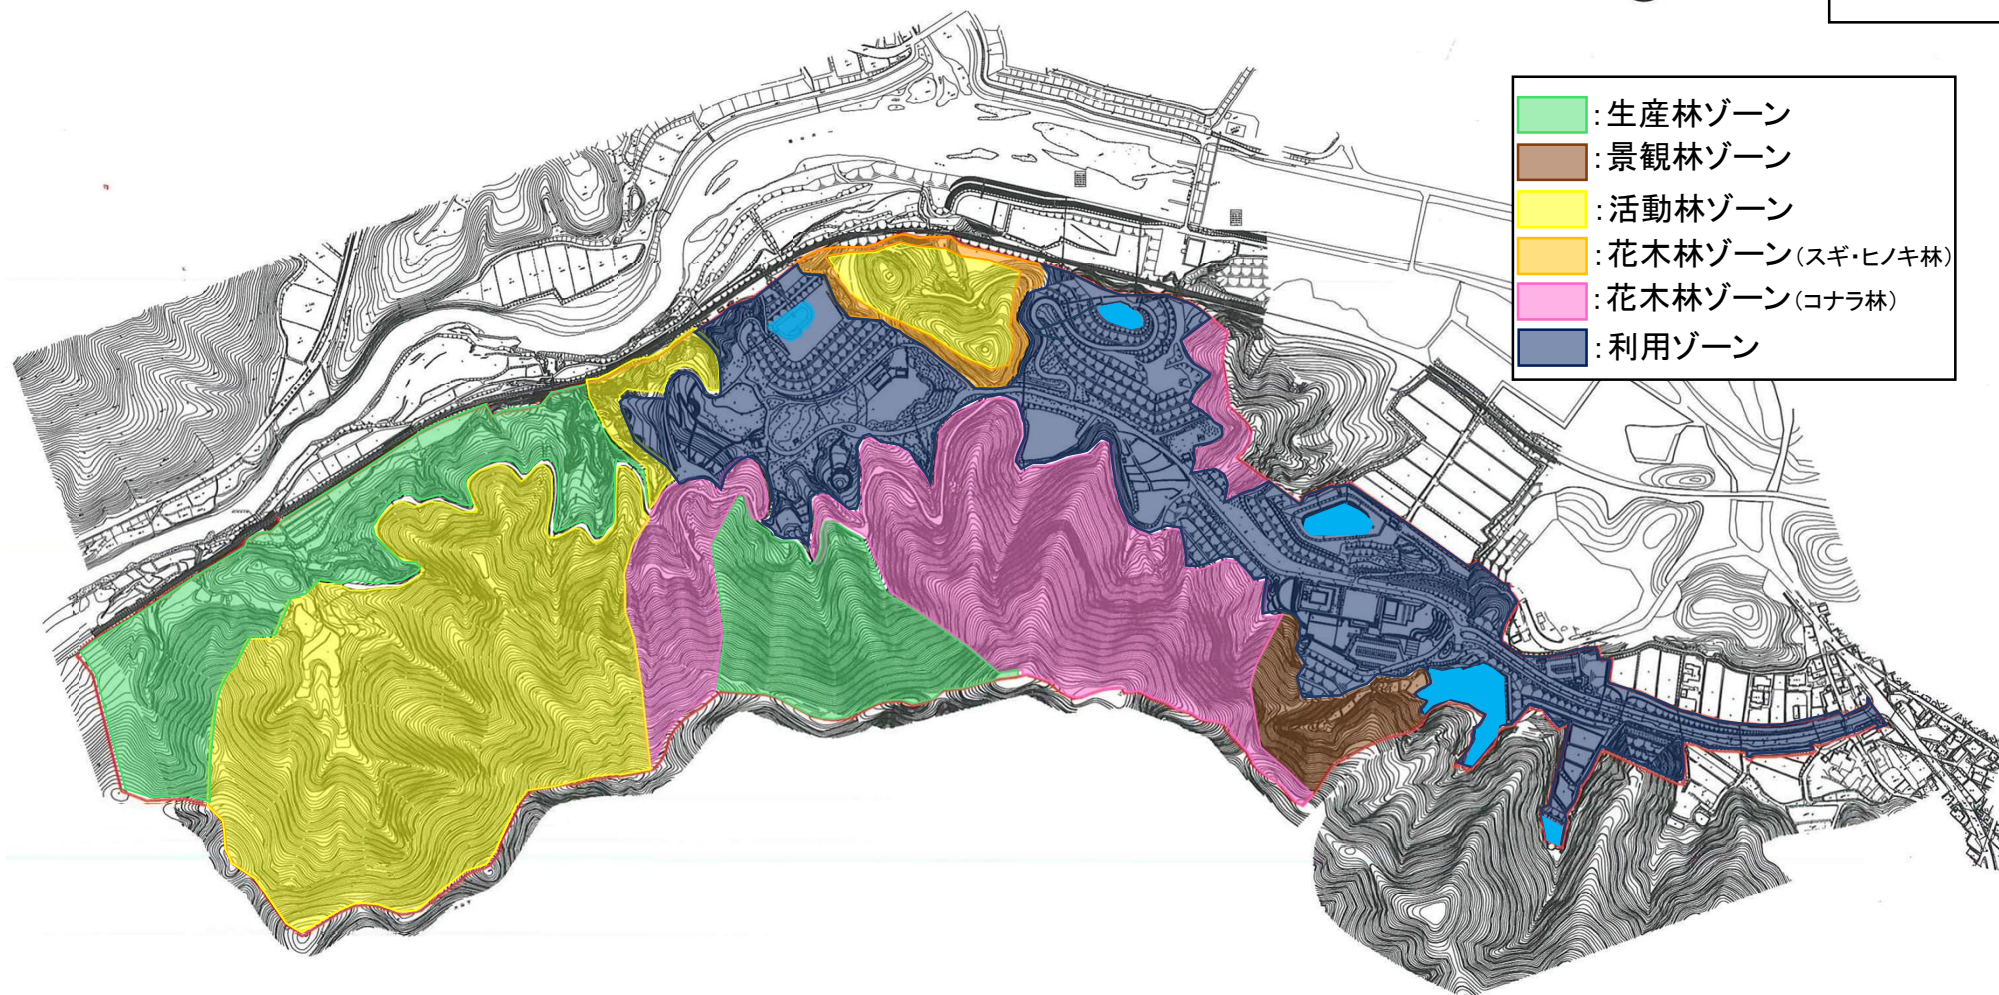 ：生産林ゾーン
：景観林ゾーン
：活動林ゾーン
：花木林ゾーン（スギ・ヒノキ林）
：花木林ゾーン（コナラ林）
：利用ゾーン